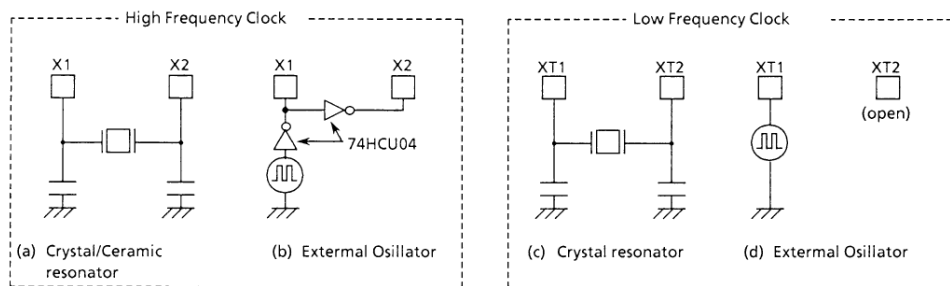 High Frequency Clock
X1
X2
X1
X2
74HCU04
(a) Crystal/Ceramic
resonator
(b) Extermal Osillator
Low Frequency Clock
XT1
XT2
XT1
XT2
(open)
(c) Crystal resonator
(d) Extermal Osillator